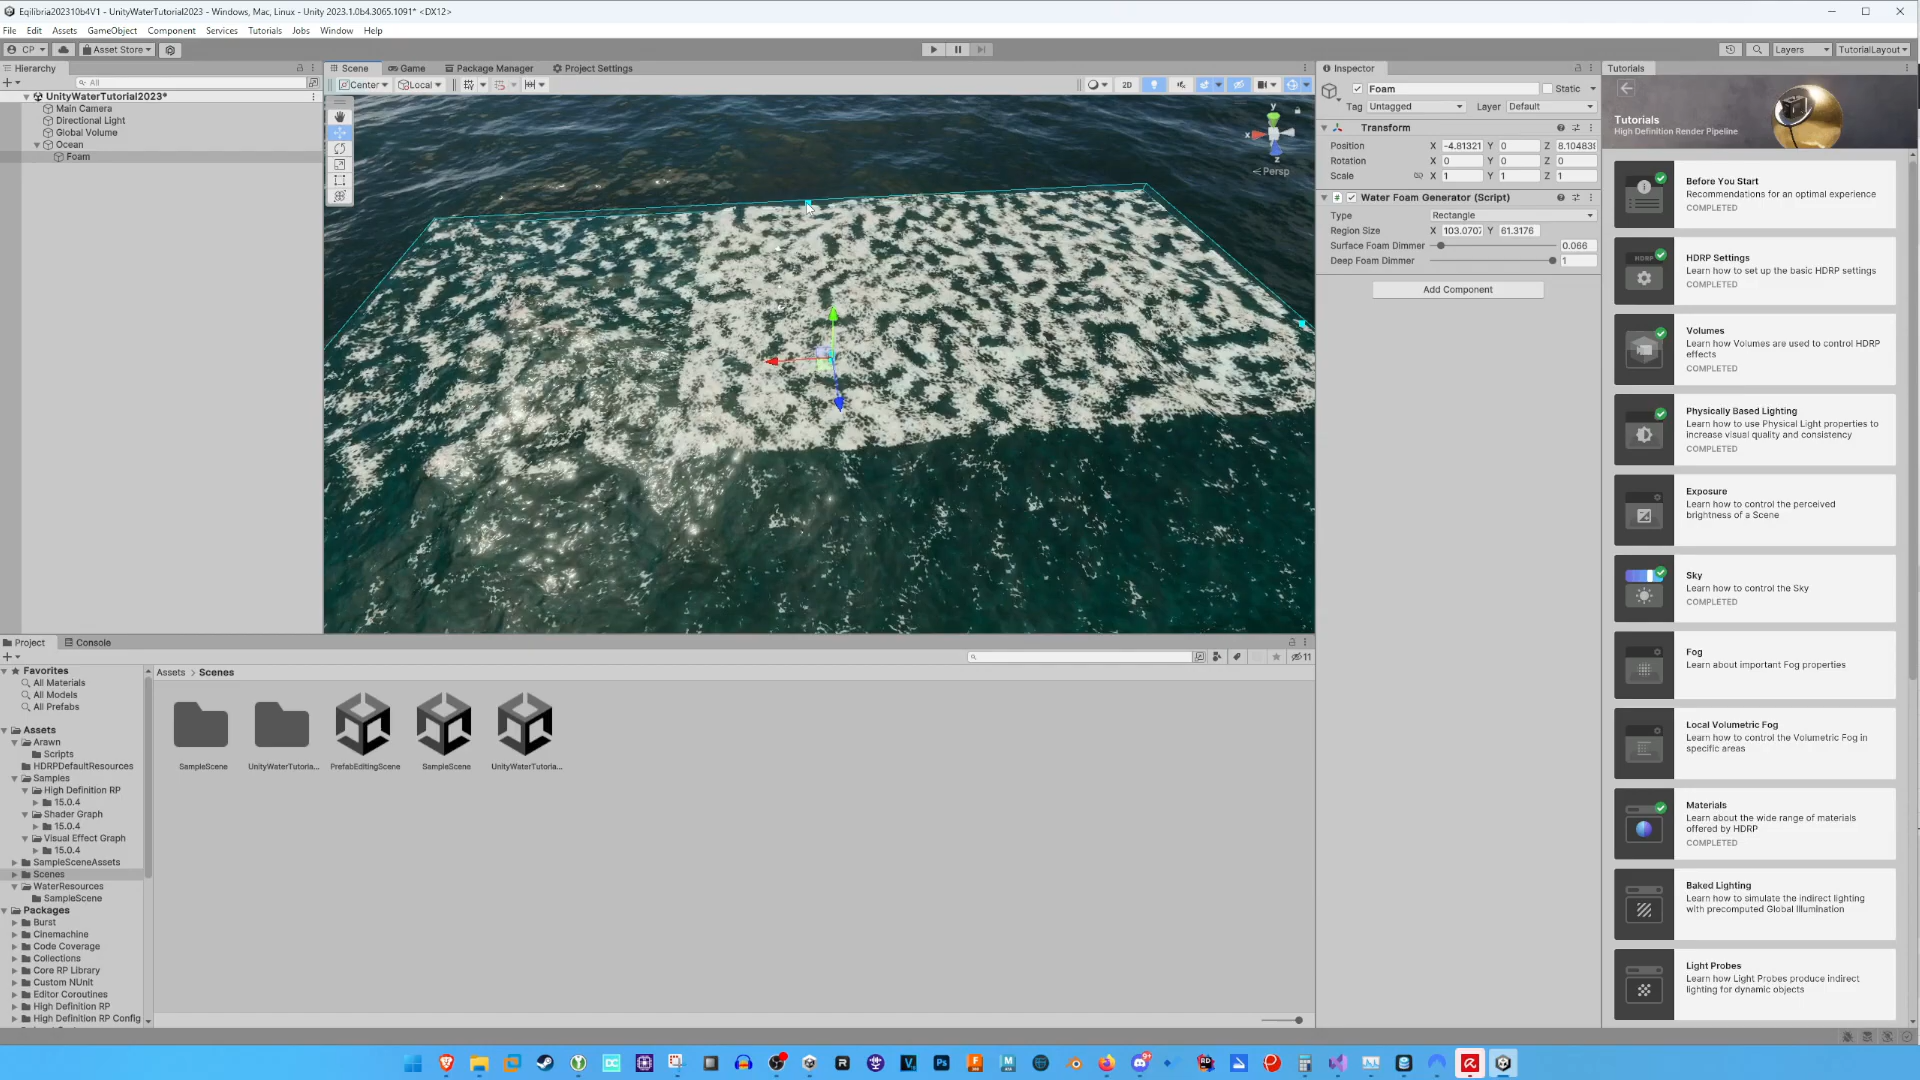 Eqilibria202310b4V1 - UnityWaterTutorial2023 - Windows, Mac, Linux - Unity 2023.1.0b4.3065.1091* <DX12>
File Edit Assets GameObject Component Services Tutorials Jobs Window Help
CP Asset Store Layers TutorialLayout
Hierarchy
All
UnityWaterTutorial2023*
Main Camera
Directional Light
Global Volume
Ocean
Foam
Scene Game Package Manager Project Settings
Center Local 2D
y
x
z
Persp
Inspector
Foam Static
Tag Untagged Layer Default
Transform
Position X -4.81321 Y 0 Z 8.10483
Rotation X 0 Y 0 Z 0
Scale X 1 Y 1 Z 1
Water Foam Generator (Script)
Type Rectangle
Region Size X 103.0707 Y 61.3176
Surface Foam Dimmer 0.066
Deep Foam Dimmer 1
Add Component
Tutorials
Tutorials
High Definition Render Pipeline
Before You Start
Recommendations for an optimal experience
COMPLETED
HDRP
HDRP Settings
Learn how to set up the basic HDRP settings
COMPLETED
Volumes
Learn how Volumes are used to control HDRP
effects
COMPLETED
Physically Based Lighting
Learn how to use Physical Light properties to
increase visual quality and consistency
COMPLETED
Exposure
Learn how to control the perceived
brightness of a Scene
Sky
Learn how to control the Sky
COMPLETED
Fog
Learn about important Fog properties
Local Volumetric Fog
Learn how to control the Volumetric Fog in
specific areas
Materials
Learn about the wide range of materials
offered by HDRP
COMPLETED
Baked Lighting
Learn how to simulate the indirect lighting
with precomputed Global Illumination
Light Probes
Learn how Light Probes produce indirect
lighting for dynamic objects
Project Console
11
Favorites
All Materials
All Models
All Prefabs
Assets
Arawn
Scripts
HDRPDefaultResources
Samples
High Definition RP
15.0.4
Shader Graph
15.0.4
Visual Effect Graph
15.0.4
SampleSceneAssets
Scenes
WaterResources
SampleScene
Packages
Burst
Cinemachine
Code Coverage
Collections
Core RP Library
Custom NUnit
Editor Coroutines
High Definition RP
High Definition RP Config
Assets > Scenes
SampleScene UnityWaterTutoria... PrefabEditingScene SampleScene UnityWaterTutoria...